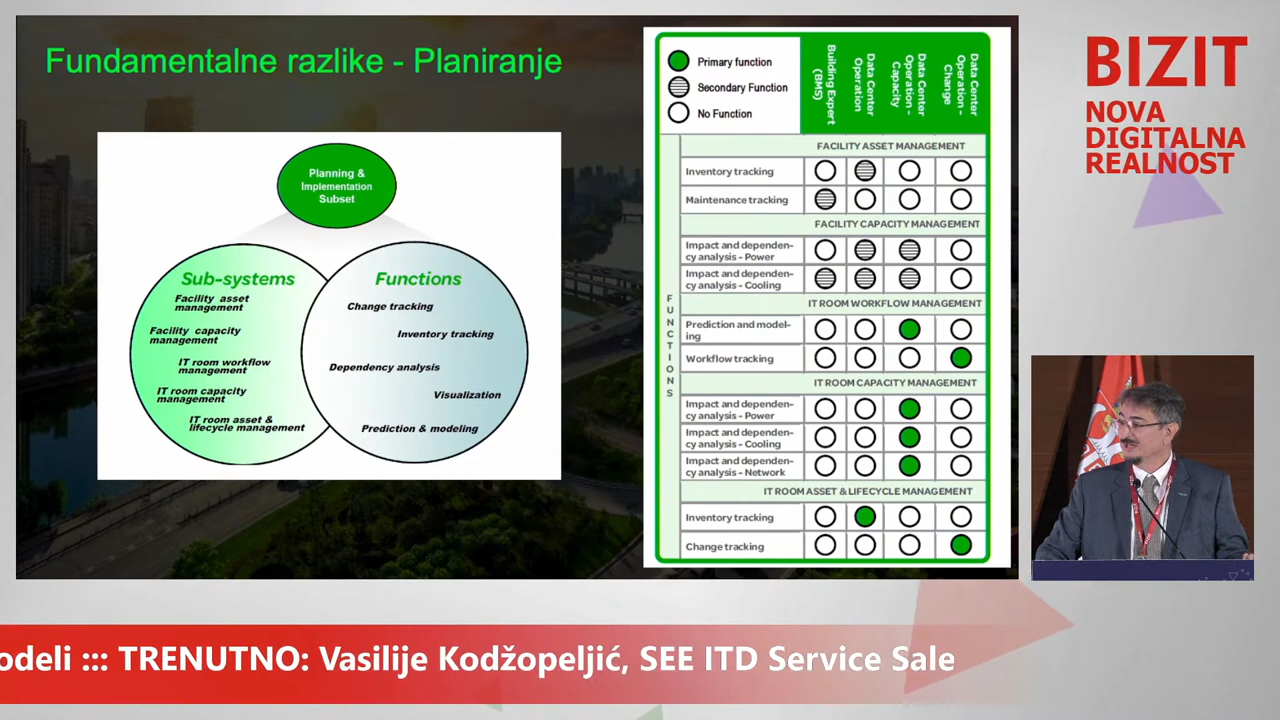 Fundamentalne razlike - Planiranje
Planning &
Implementation
Subset
Sub-systems
Facility asset
management
Facility capacity
management
IT room workflow
management
IT room capacity
management
IT room asset &
lifecycle management
Functions
Change tracking
Inventory tracking
Dependency analysis
Visualization
Prediction & modeling
Primary function
Secondary Function
No Function
Building Expert
(BMS)
Data Center
Operation
Data Center
Operation -
Capacity
Data Center
Operation -
Change
FUNCTIONS
FACILITY ASSET MANAGEMENT
Inventory tracking
Maintenance tracking
FACILITY CAPACITY MANAGEMENT
Impact and dependen-
cy analysis - Power
Impact and dependen-
cy analysis - Cooling
IT ROOM WORKFLOW MANAGEMENT
Prediction and model-
ing
Workflow tracking
IT ROOM CAPACITY MANAGEMENT
Impact and dependen-
cy analysis - Power
Impact and dependen-
cy analysis - Cooling
Impact and dependen-
cy analysis - Network
IT ROOM ASSET & LIFECYCLE MANAGEMENT
Inventory tracking
Change tracking
BIZIT
NOVA
DIGITALNA
REALNOST
odeli ::: TRENUTNO: Vasilije Kodžopeljić, SEE ITD Service Sale